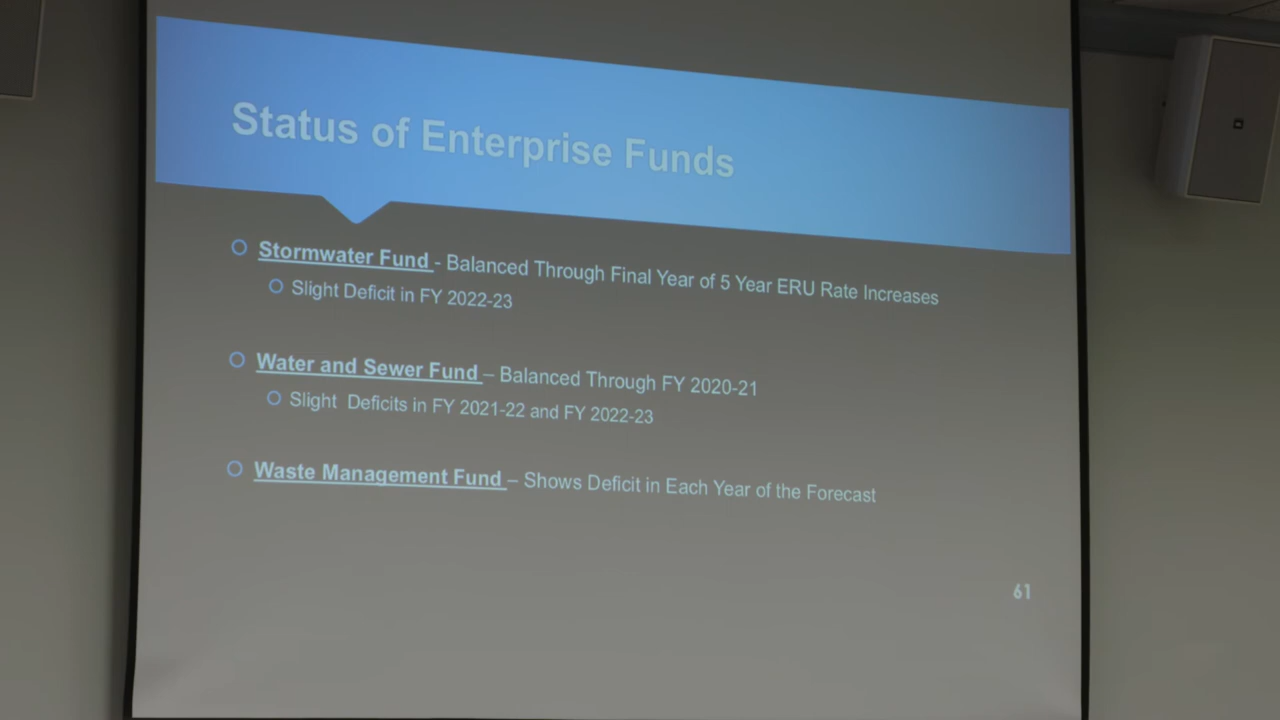 Status of Enterprise Funds
Stormwater Fund - Balanced Through Final Year of 5 Year ERU Rate Increases
Slight Deficit in FY 2022-23
Water and Sewer Fund – Balanced Through FY 2020-21
Slight Deficits in FY 2021-22 and FY 2022-23
Waste Management Fund – Shows Deficit in Each Year of the Forecast
61